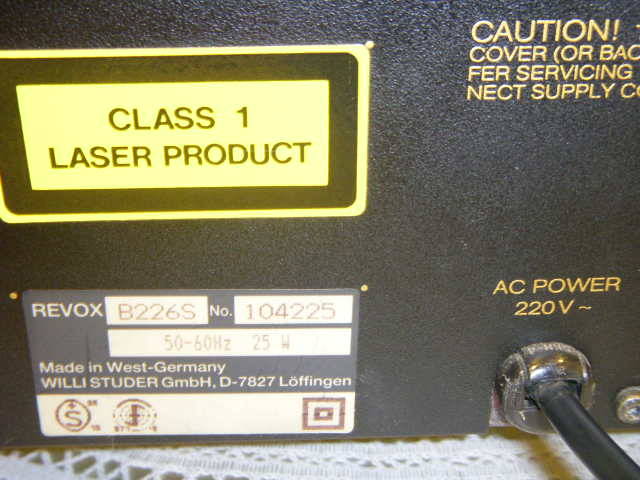 CLASS 1
LASER PRODUCT
CAUTION!
COVER (OR BAC
FER SERVICING
NECT SUPPLY CO
REVOX B226S No. 104225
50-60Hz 25 W
Made in West-Germany
WILLI STUDER GmbH, D-7827 Löffingen
S
AC POWER
220V~